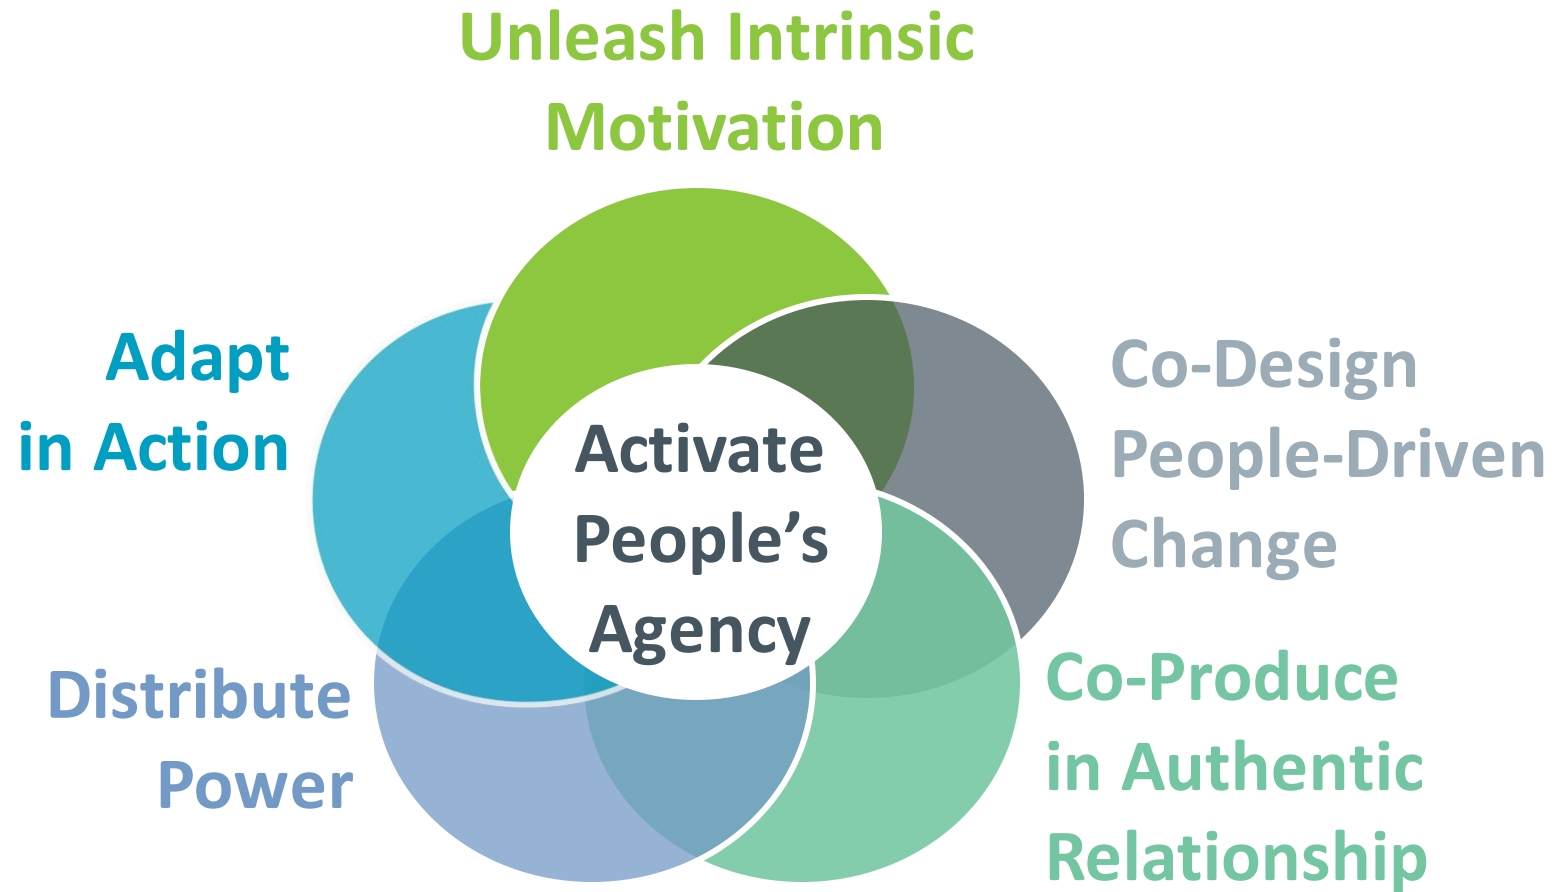 Unleash Intrinsic
Motivation
Adapt
in Action
Co-Design
People-Driven
Change
Activate
People’s
Agency
Distribute
Power
Co-Produce
in Authentic
Relationship